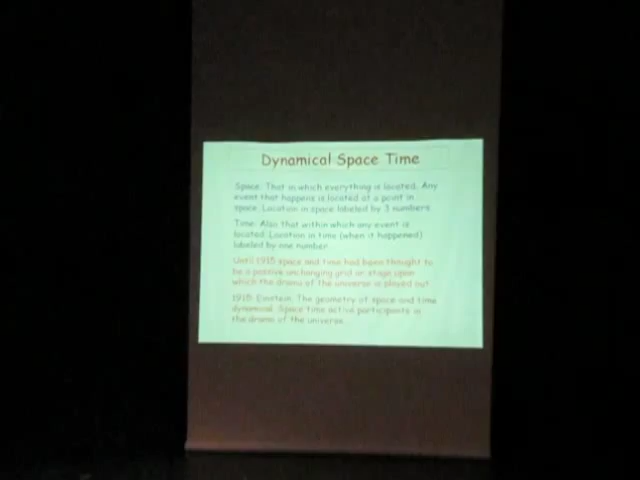 Dynamical Space Time
Space: That in which everything is located. Any
event that happens is located at a point in
space. Location in space labeled by 3 numbers.
Time: Also that within which any event is
located. Location in time (when it happened)
labeled by one number.
Until 1915 space and time had been thought to
be a passive unchanging grid or stage upon
which the drama of the universe is played out.
1915: Einstein: The geometry of space and time
dynamical. Space time active participants in
the drama of the universe.